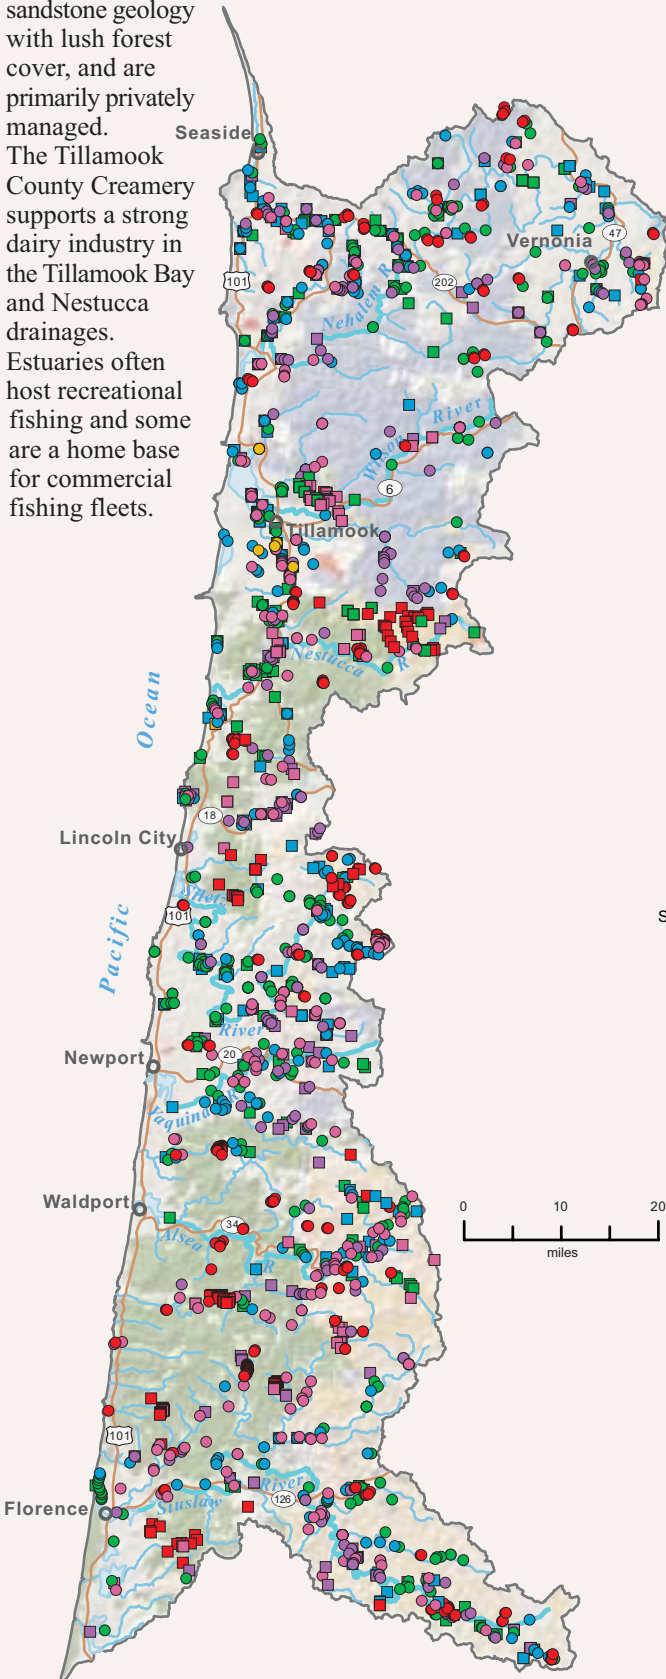 sandstone geology
with lush forest
cover, and are
primarily privately
managed.
The Tillamook
County Creamery
supports a strong
dairy industry in
the Tillamook Bay
and Nestucca
drainages.
Estuaries often
host recreational
fishing and some
are a home base
for commercial
fishing fleets.
Seaside
Vernonia
47
101
202
Nehalem R
Wilson River
6
Tillamook
Nestucca R
Pacific Ocean
18
Lincoln City
Siletz
101
S
River
Newport
20
Yaquina R
Waldport
34
Alsea R
0 10 20
miles
101
Florence
Siuslaw River
126